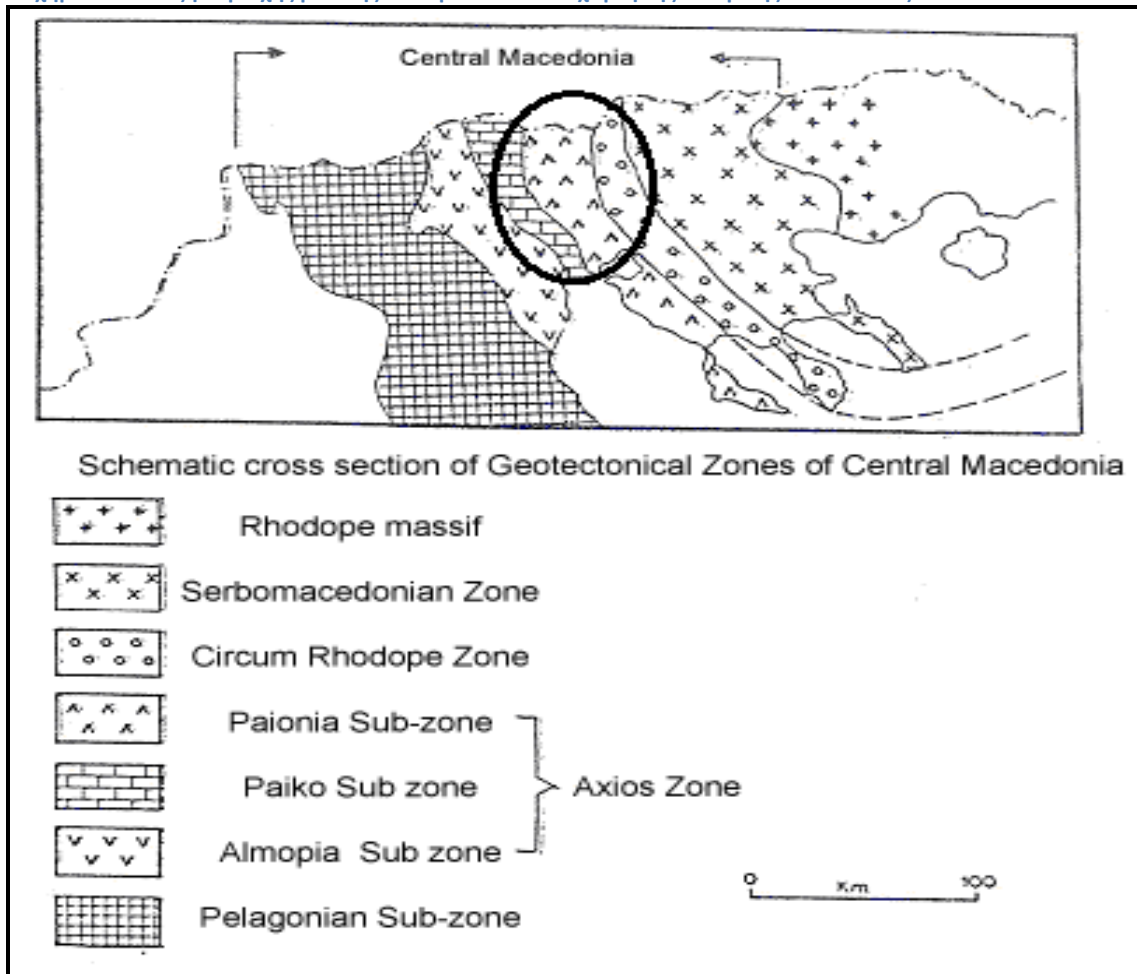 Central Macedonia
Schematic cross section of Geotectonical Zones of Central Macedonia
Rhodope massif
Serbomacedonian Zone
Circum Rhodope Zone
Paionia Sub-zone
Paiko Sub zone
Axios Zone
Almopia Sub zone
0 Km 100
Pelagonian Sub-zone